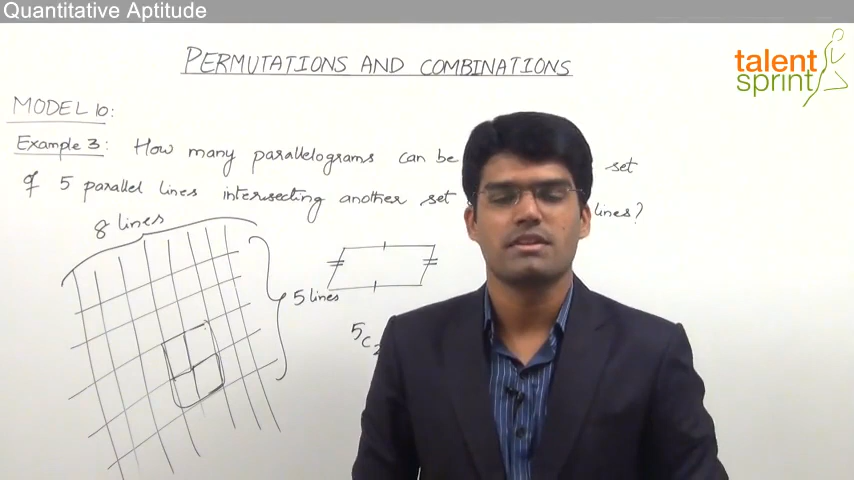 Quantitative Aptitude
talent
sprint
PERMUTATIONS AND COMBINATIONS
MODEL 10:
Example 3: How many parallelograms can be set
of 5 parallel lines intersecting another set lines?
8 lines
5 lines
5C2